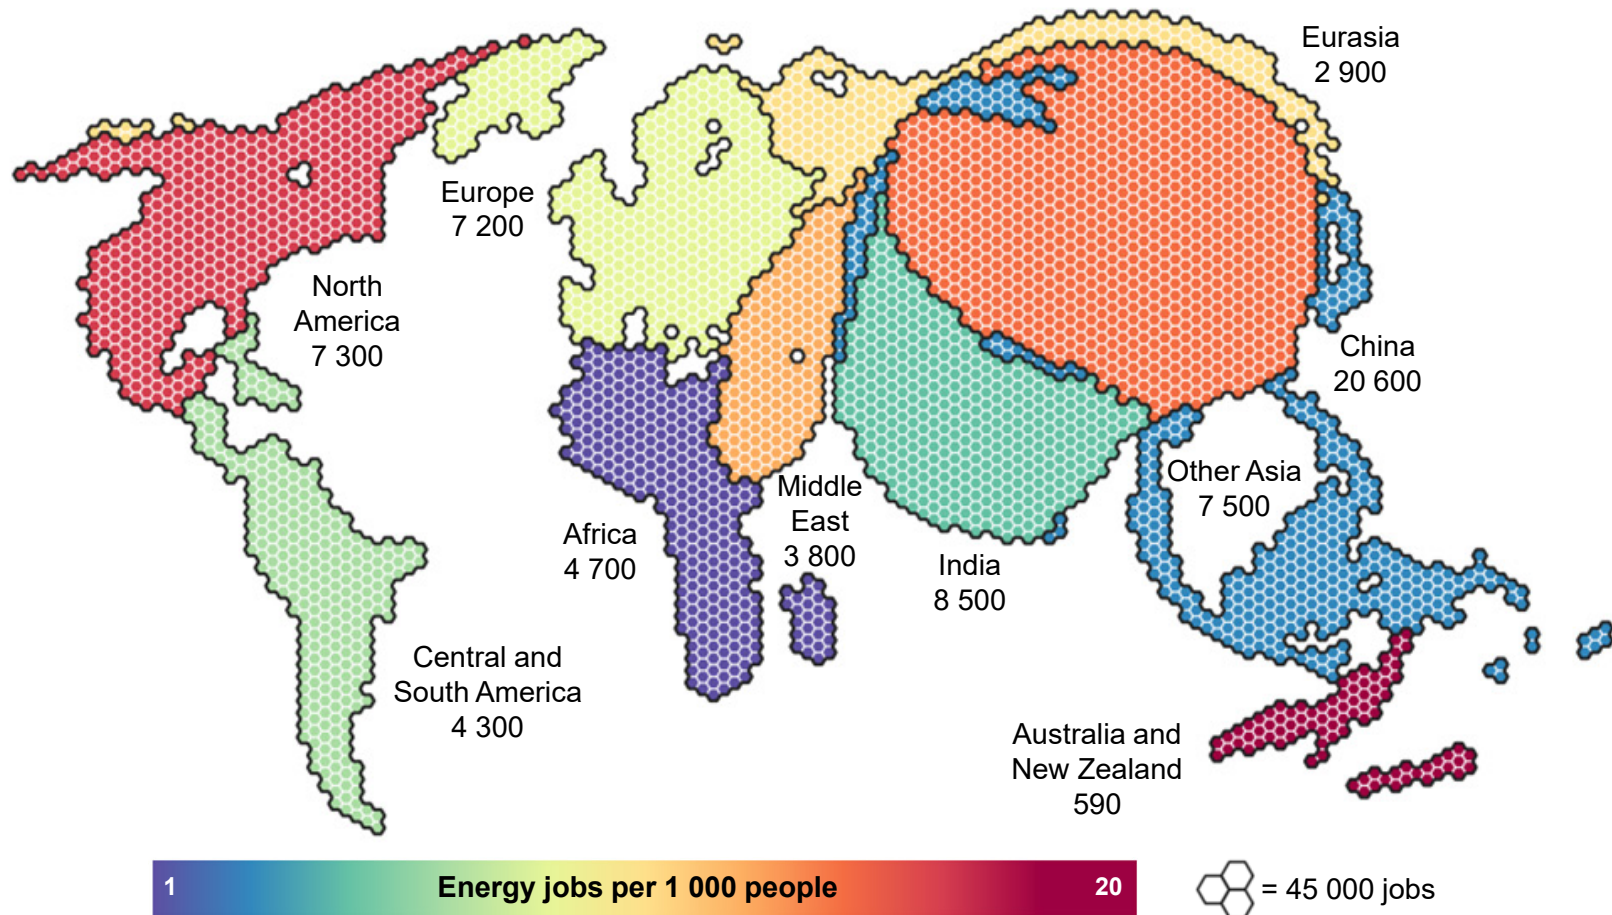 Eurasia
2 900
Europe
7 200
North
America
7 300
China
20 600
Other Asia
7 500
Middle
East
3 800
Africa
4 700
India
8 500
Central and
South America
4 300
Australia and
New Zealand
590
1 Energy jobs per 1 000 people 20
= 45 000 jobs